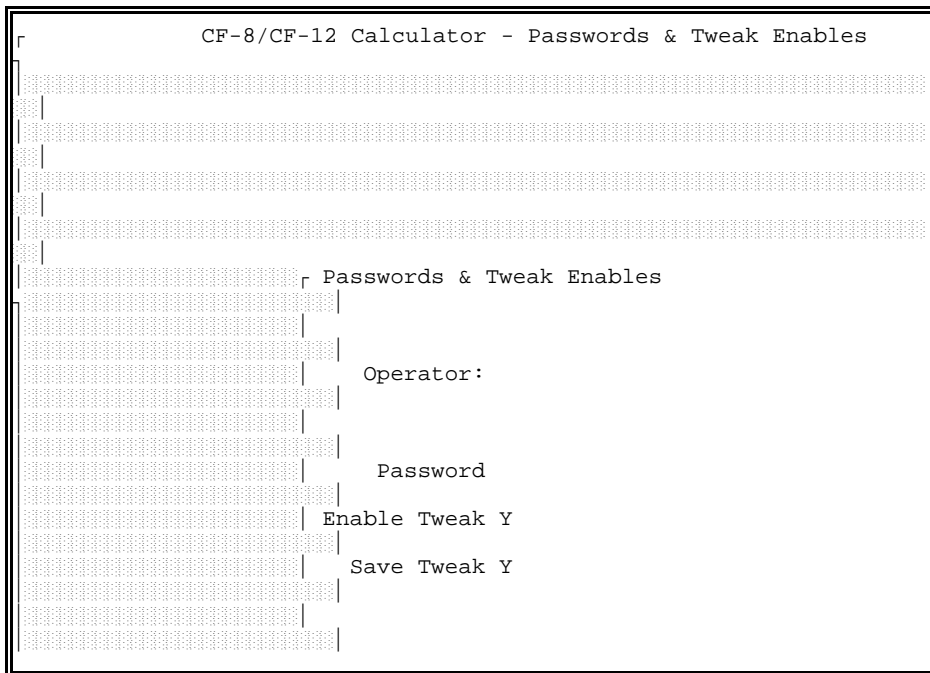 CF-8/CF-12 Calculator - Passwords & Tweak Enables
Passwords & Tweak Enables
Operator:
Password
Enable Tweak Y
Save Tweak Y